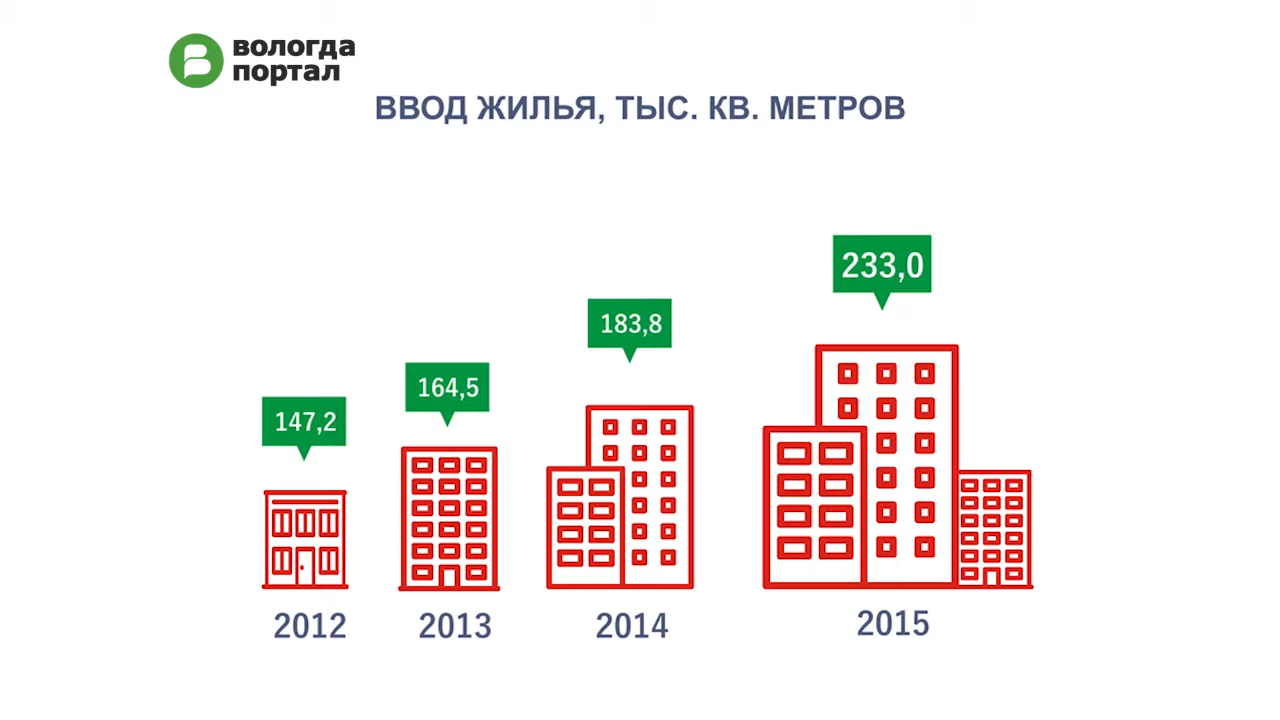 вологда
портал
ВВОД ЖИЛЬЯ, ТЫС. КВ. МЕТРОВ
233,0
183,8
164,5
147,2
2012
2013
2014
2015